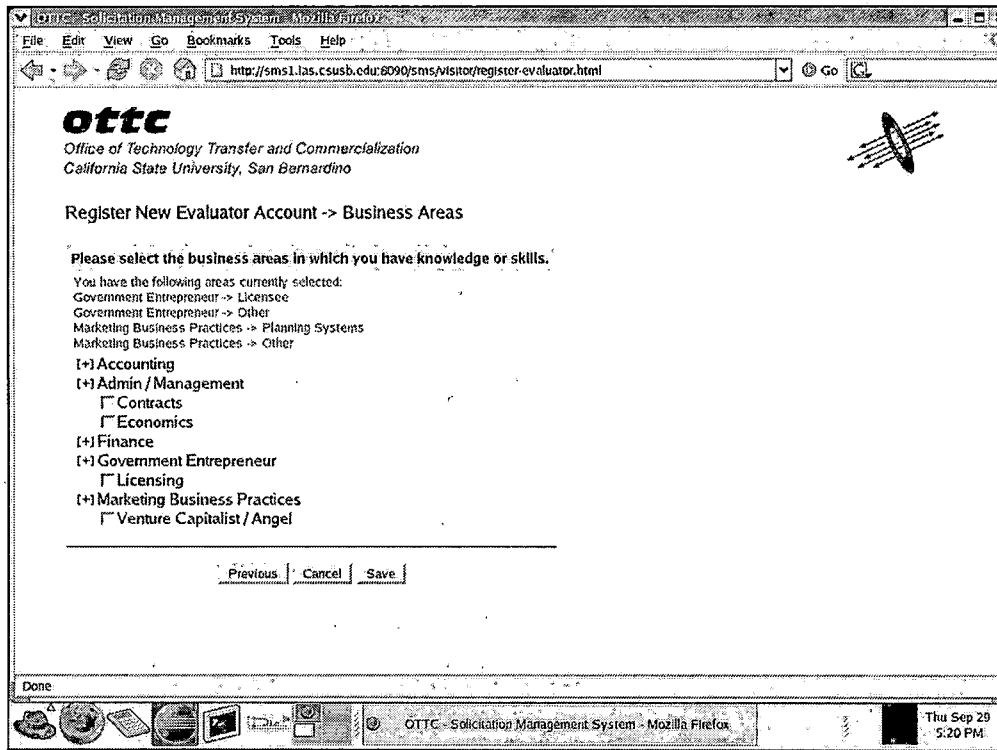 OTTC - Solicitation Management System - Mozilla Firefox
File Edit View Go Bookmarks Tools Help
http://sms1.ias.csusb.edu:8090/sms/visitor/register-evaluator.html Go
ottc
Office of Technology Transfer and Commercialization
California State University, San Bernardino
Register New Evaluator Account -> Business Areas
Please select the business areas in which you have knowledge or skills.
You have the following areas currently selected:
Government Entrepreneur -> Licensee
Government Entrepreneur -> Other
Marketing Business Practices -> Planning Systems
Marketing Business Practices -> Other
[+] Accounting
[+] Admin / Management
Contracts
Economics
[+] Finance
[+] Government Entrepreneur
Licensing
[+] Marketing Business Practices
Venture Capitalist / Angel
Previous Cancel Save
Done
OTTC - Solicitation Management System - Mozilla Firefox
Thu Sep 29
5:20 PM